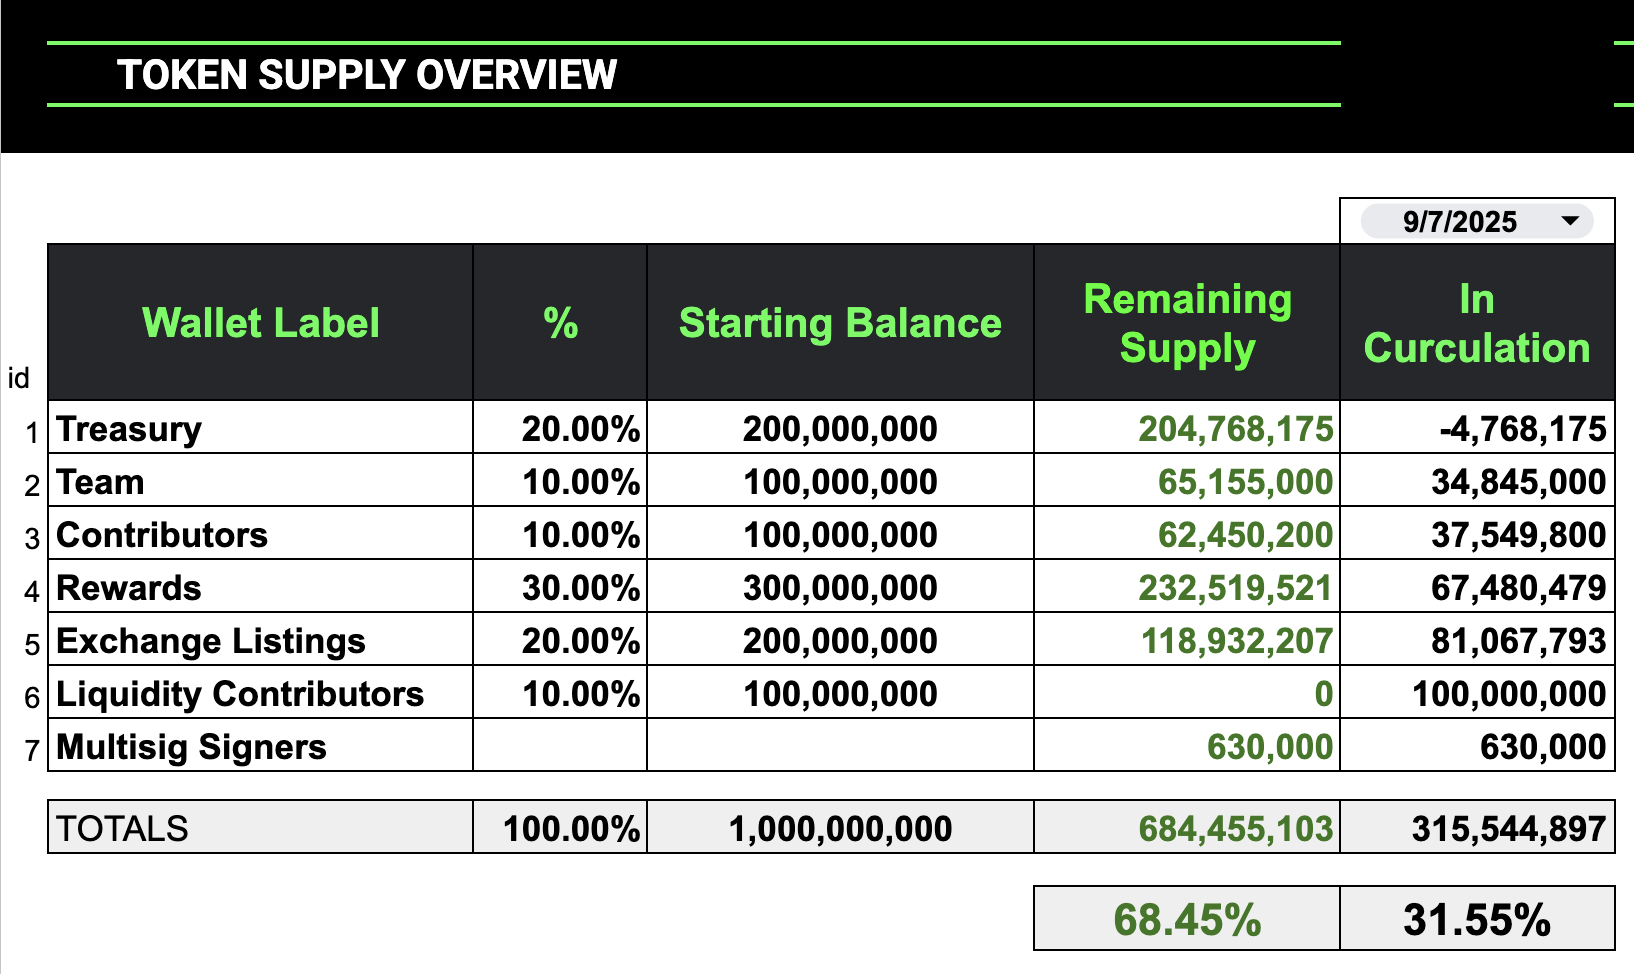 TOKEN SUPPLY OVERVIEW
9/7/2025
id Wallet Label % Starting Balance Remaining Supply In Curculation
1 Treasury 20.00% 200,000,000 204,768,175 -4,768,175
2 Team 10.00% 100,000,000 65,155,000 34,845,000
3 Contributors 10.00% 100,000,000 62,450,200 37,549,800
4 Rewards 30.00% 300,000,000 232,519,521 67,480,479
5 Exchange Listings 20.00% 200,000,000 118,932,207 81,067,793
6 Liquidity Contributors 10.00% 100,000,000 0 100,000,000
7 Multisig Signers 630,000 630,000
TOTALS 100.00% 1,000,000,000 684,455,103 315,544,897
68.45% 31.55%